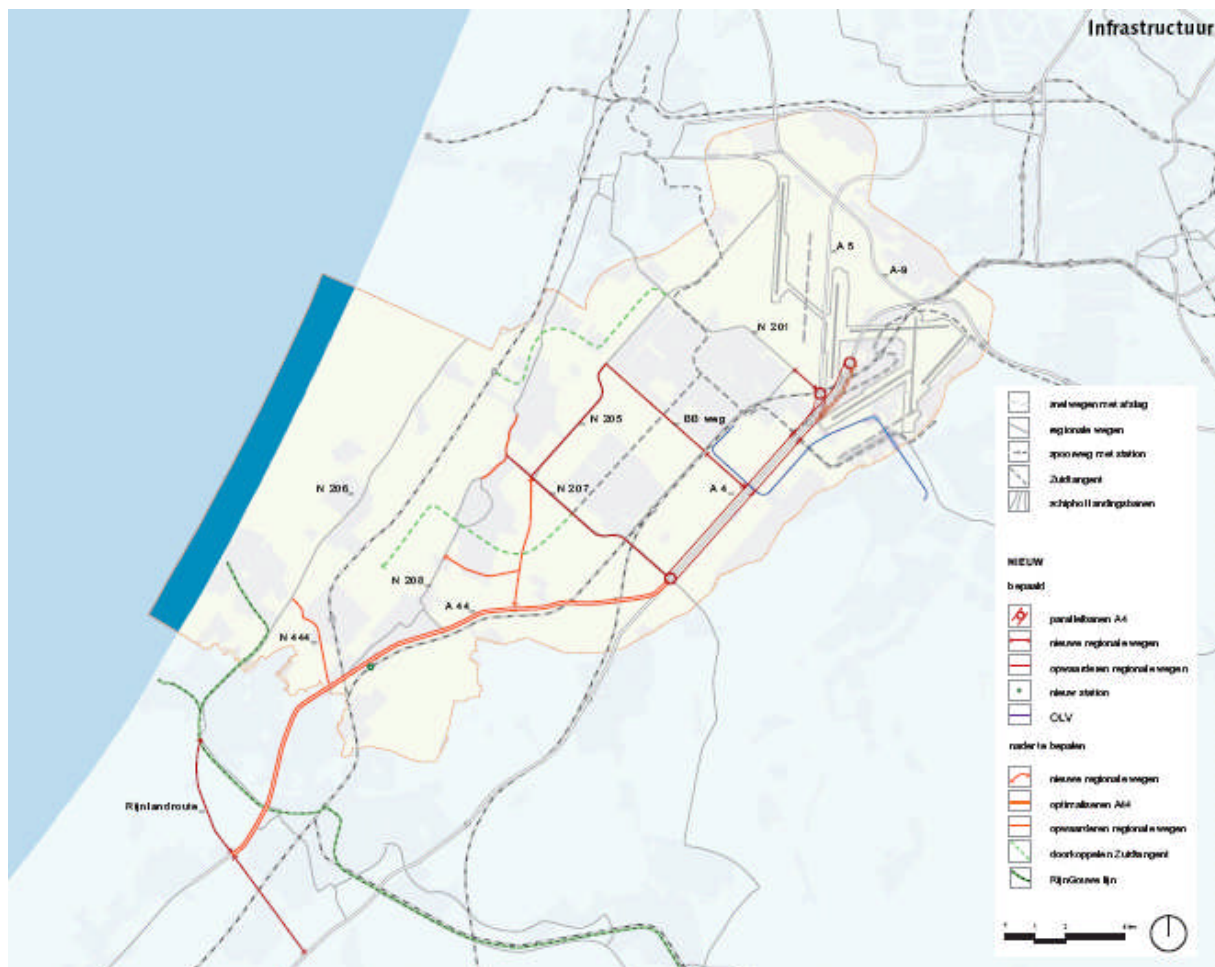 Infrastructuur
A 5
A-9
N 201
N 205
BB weg
N 206
N 207
A 4
N 208
A 44
N 444
Rijnlandroute
snelwegen met afslag
regionale wegen
spoorweg met station
Zuidtangent
schiphol landingsbanen
NIEUW
bepaald
parallelbanen A4
nieuwe regionale wegen
opwaarderen regionale wegen
nieuw station
OLV
nader te bepalen
nieuwe regionale wegen
optimaliseren A44
opwaarderen regionale wegen
doorkoppelen Zuidtangent
RijnGouwe lijn